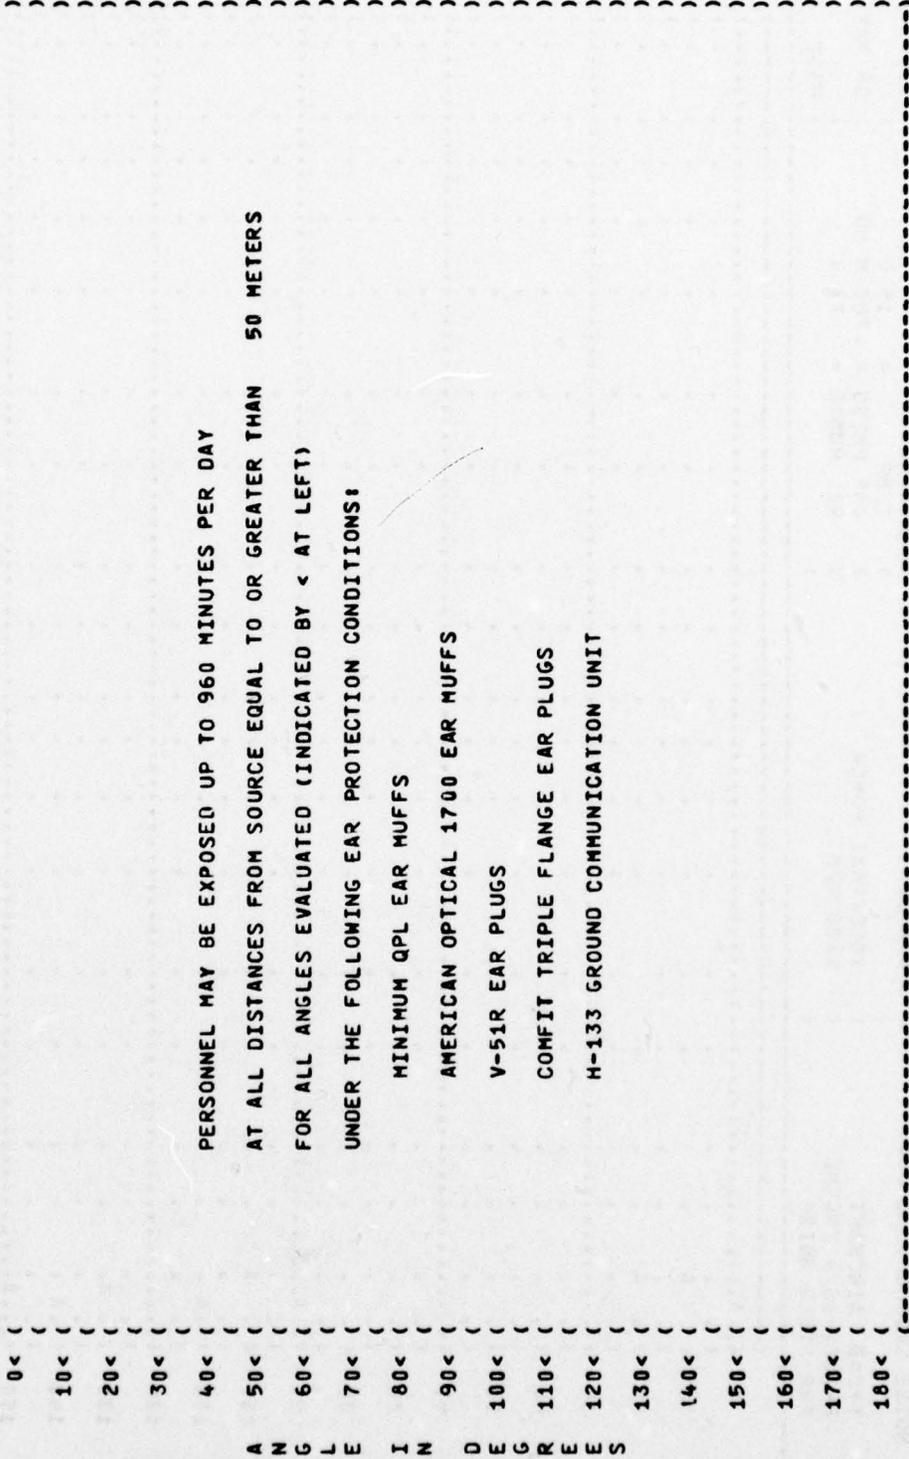 0<
10<
20<
30<
40<
50<
60<
70<
80<
90<
100<
110<
120<
130<
140<
150<
160<
170<
180<
ANGLE IN DEGREES
PERSONNEL MAY BE EXPOSED UP TO 960 MINUTES PER DAY
AT ALL DISTANCES FROM SOURCE EQUAL TO OR GREATER THAN 50 METERS
FOR ALL ANGLES EVALUATED (INDICATED BY < AT LEFT)
UNDER THE FOLLOWING EAR PROTECTION CONDITIONS:
MINIMUM QPL EAR MUFFS
AMERICAN OPTICAL 1700 EAR MUFFS
V-51R EAR PLUGS
COMFIT TRIPLE FLANGE EAR PLUGS
H-133 GROUND COMMUNICATION UNIT